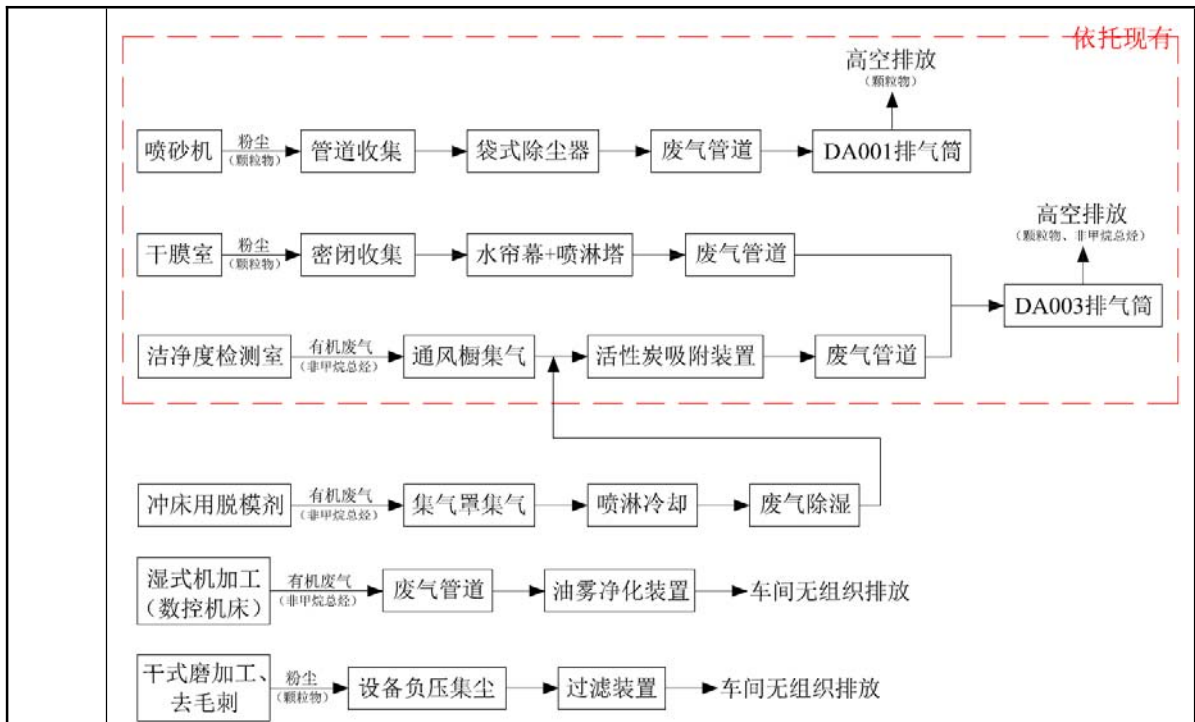 依托现有
高空排放
(颗粒物)
喷砂机
粉尘
(颗粒物)
管道收集
袋式除尘器
废气管道
DA001排气筒
高空排放
(颗粒物、非甲烷总烃)
干膜室
粉尘
(颗粒物)
密闭收集
水帘幕+喷淋塔
废气管道
DA003排气筒
洁净度检测室
有机废气
(非甲烷总烃)
通风橱集气
活性炭吸附装置
废气管道
冲床用脱模剂
有机废气
(非甲烷总烃)
集气罩集气
喷淋冷却
废气除湿
湿式机加工
（数控机床）
有机废气
(非甲烷总烃)
废气管道
油雾净化装置
车间无组织排放
干式磨加工、
去毛刺
粉尘
(颗粒物)
设备负压集尘
过滤装置
车间无组织排放